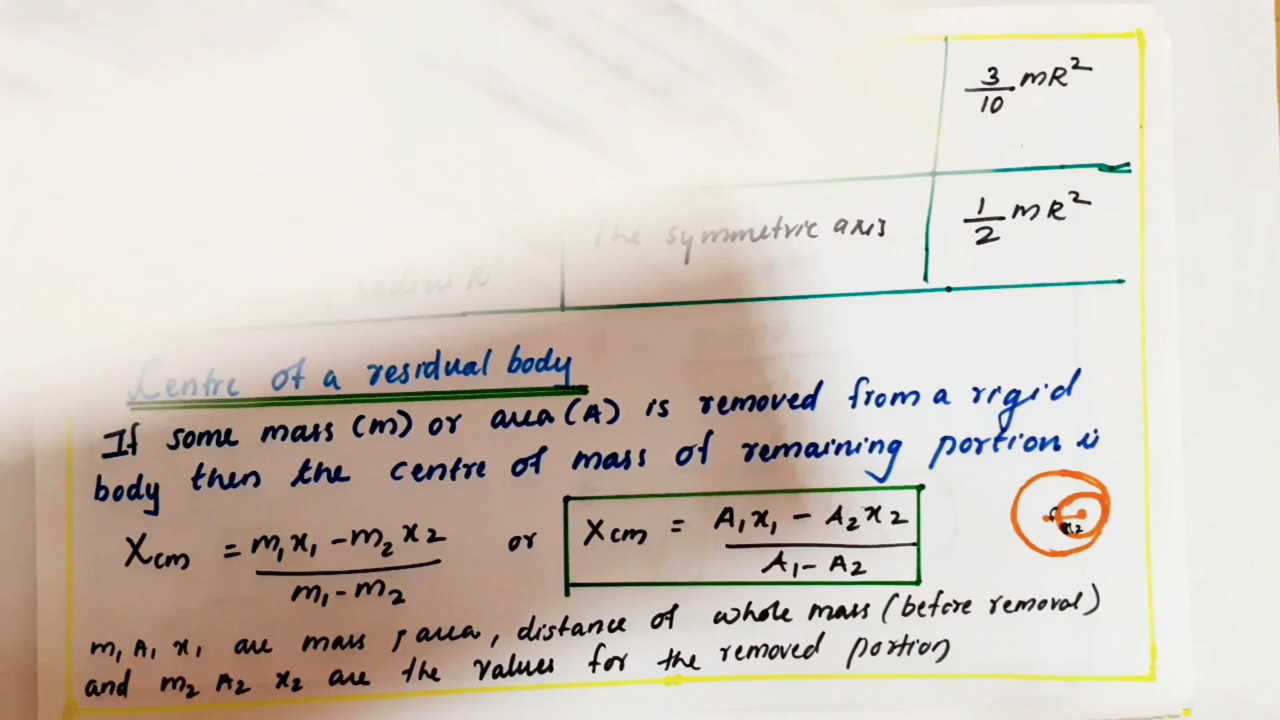 3/10 mR²
The symmetric axis 1/2 mR²
radius R
Centre of a residual body
If some mass (m) or area (A) is removed from a rigid
body then the centre of mass of remaining portion is
Xcm = m₁x₁ - m₂x₂ / m₁ - m₂ or Xcm = A₁x₁ - A₂x₂ / A₁ - A₂
m₁ A₁ x₁ are mass, area, distance of whole mass (before removal)
and m₂ A₂ x₂ are the values for the removed portion